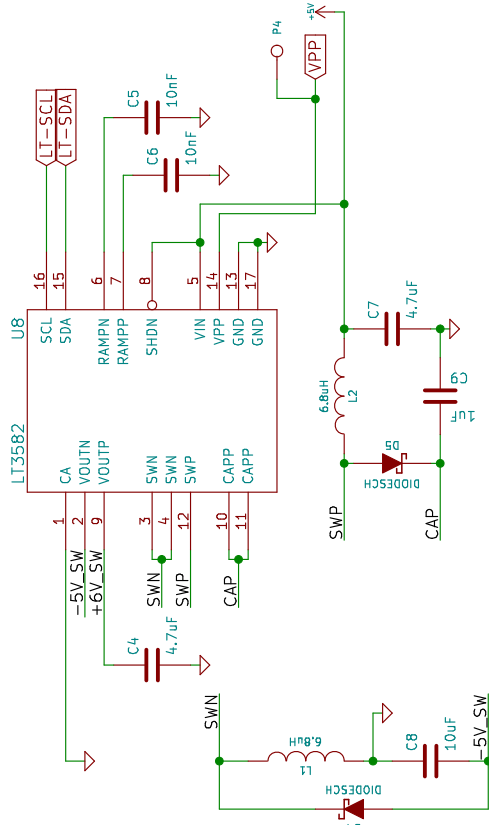 +5V
P4
VPP
LT-SCL
LT-SDA
C5
10nF
C6
10nF
16
15
6
7
8
5
14
13
17
U8
LT3582
SCL
SDA
RAMPN
RAMPP
SHDN
VIN
VPP
GND
GND
CA
VOUTN
VOUTP
SWN
SWN
SWP
CAPP
CAPP
1
2
9
3
4
12
10
11
-5V_SW
+6V_SW
SWN
SWP
CAP
C4
4.7uF
C7
4.7uF
6.8uH
L2
C9
1uF
D5
DIODESCH
SWP
CAP
SWN
6.8uH
L1
C8
10uF
-5V_SW
DIODESCH